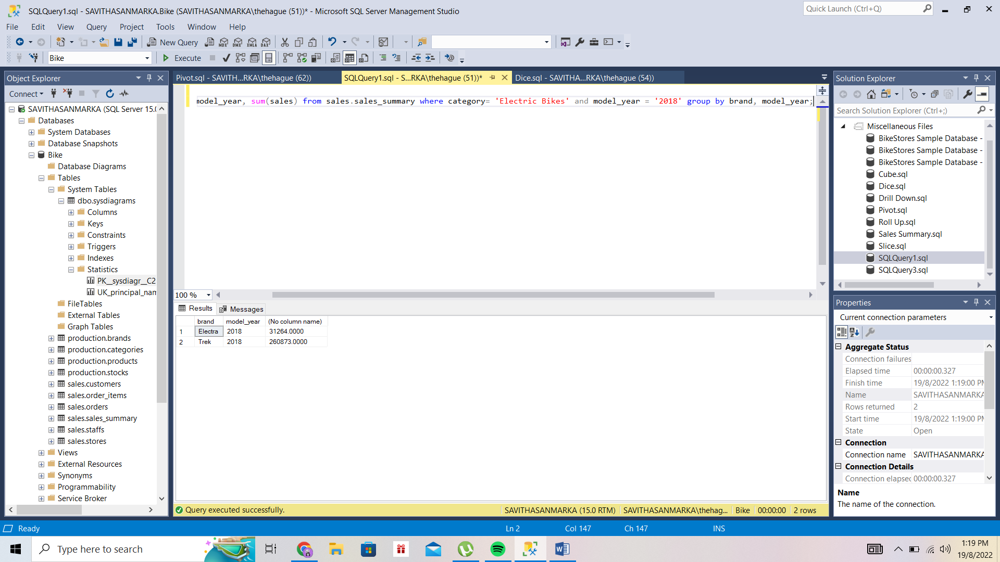 SQLQuery1.sql - SAVITHASANMARKA.Bike (SAVITHASANMARKA\thehague (51))* - Microsoft SQL Server Management Studio
Quick Launch (Ctrl+Q)
File Edit View Query Project Tools Window Help
New Query
MDX DMX XMLA DAX
Bike
Execute
Object Explorer
Connect
SAVITHASANMARKA (SQL Server 15.0
Databases
System Databases
Database Snapshots
Bike
Database Diagrams
Tables
System Tables
dbo.sysdiagrams
Columns
Keys
Constraints
Triggers
Indexes
Statistics
PK__sysdiagr__C2
UK_principal_nam
FileTables
External Tables
Graph Tables
production.brands
production.categories
production.products
production.stocks
sales.customers
sales.order_items
sales.orders
sales.sales_summary
sales.staffs
sales.stores
Views
External Resources
Synonyms
Programmability
Service Broker
Pivot.sql - SAVITH...RKA\thehague (62))
SQLQuery1.sql - S...RKA\thehague (51))*
Dice.sql - SAVITHA...RKA\thehague (54))
model_year, sum(sales) from sales.sales_summary where category= 'Electric Bikes' and model_year = '2018' group by brand, model_year;
100 %
Results Messages
brand model_year (No column name)
1 Electra 2018 31264.0000
2 Trek 2018 260873.0000
Query executed successfully.
SAVITHASANMARKA (15.0 RTM) SAVITHASANMARKA\thehag... Bike 00:00:00 2 rows
Solution Explorer
Search Solution Explorer (Ctrl+;)
Miscellaneous Files
BikeStores Sample Database -
BikeStores Sample Database -
BikeStores Sample Database -
Cube.sql
Dice.sql
Drill Down.sql
Pivot.sql
Roll Up.sql
Sales Summary.sql
Slice.sql
SQLQuery1.sql
SQLQuery3.sql
Properties
Current connection parameters
Aggregate Status
Connection failures
Elapsed time 00:00:00.327
Finish time 19/8/2022 1:19:00 PM
Name SAVITHASANMARKA
Rows returned 2
Start time 19/8/2022 1:19:00 PM
State Open
Connection
Connection name SAVITHASANMARKA
Connection Details
Connection elapsed 00:00:00.327
Name
The name of the connection.
Ready
Ln 2 Col 147 Ch 147 INS
Type here to search
1:19 PM
19/8/2022